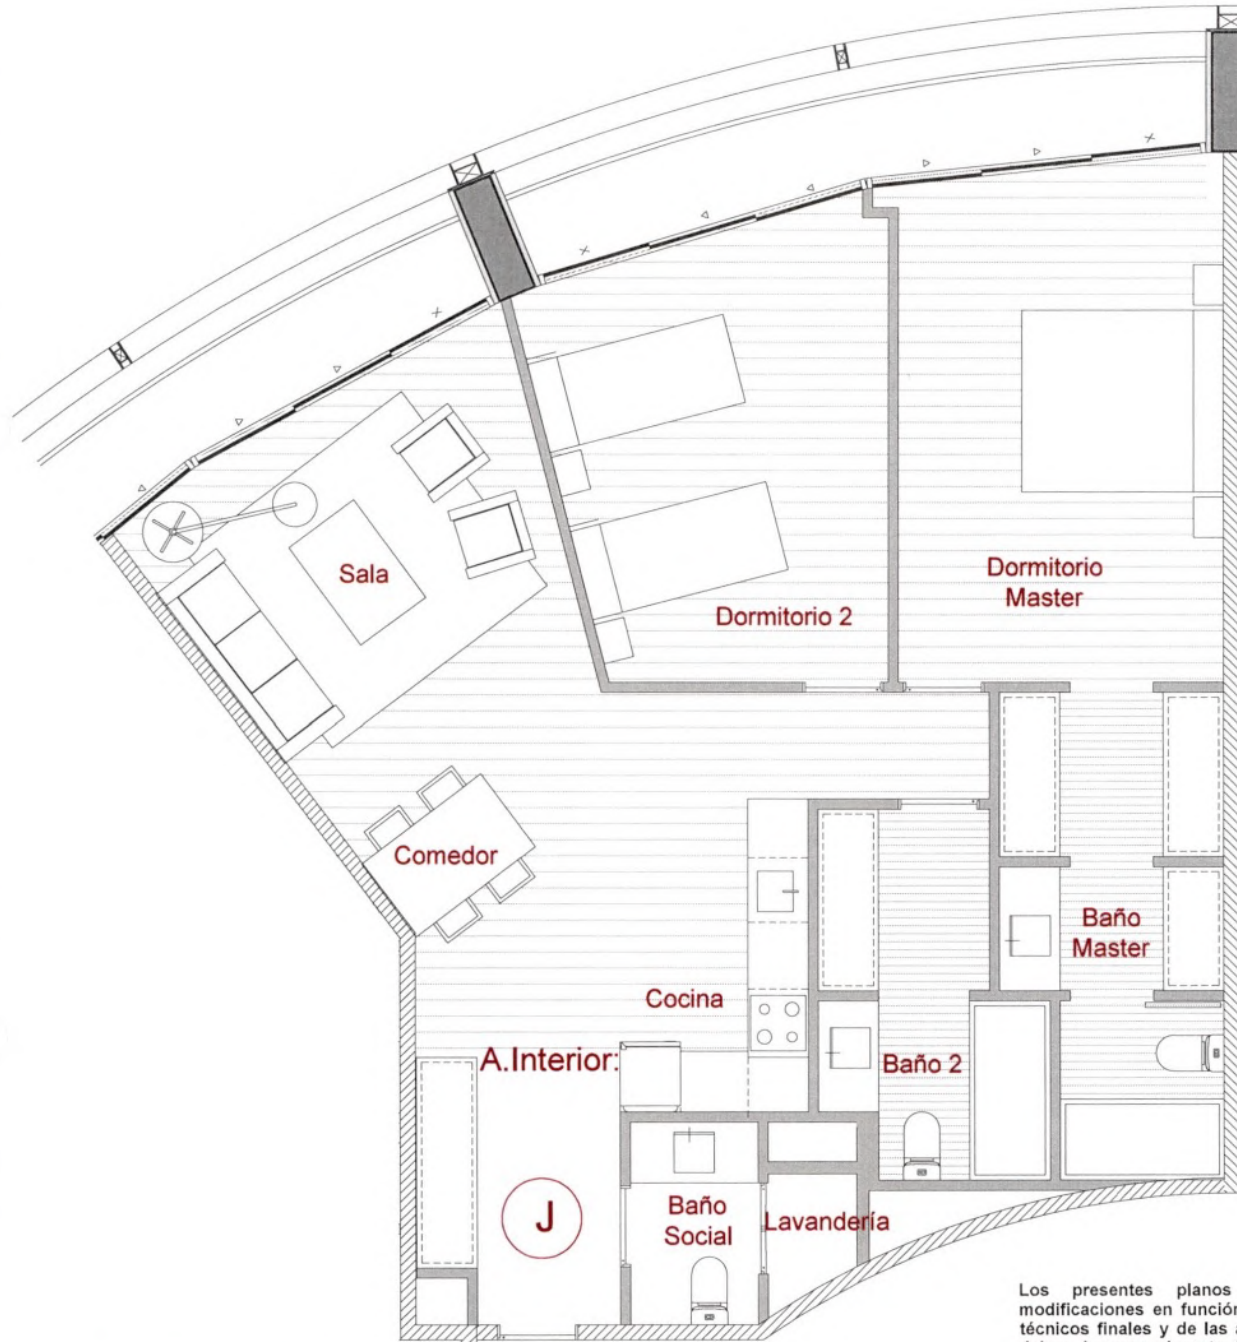 Sala
Dormitorio 2
Dormitorio
Master
Comedor
Baño
Master
Cocina
A.Interior:
Baño 2
J
Baño
Social
Lavandería
Los presentes planos
modificaciones en función
técnicos finales y de las